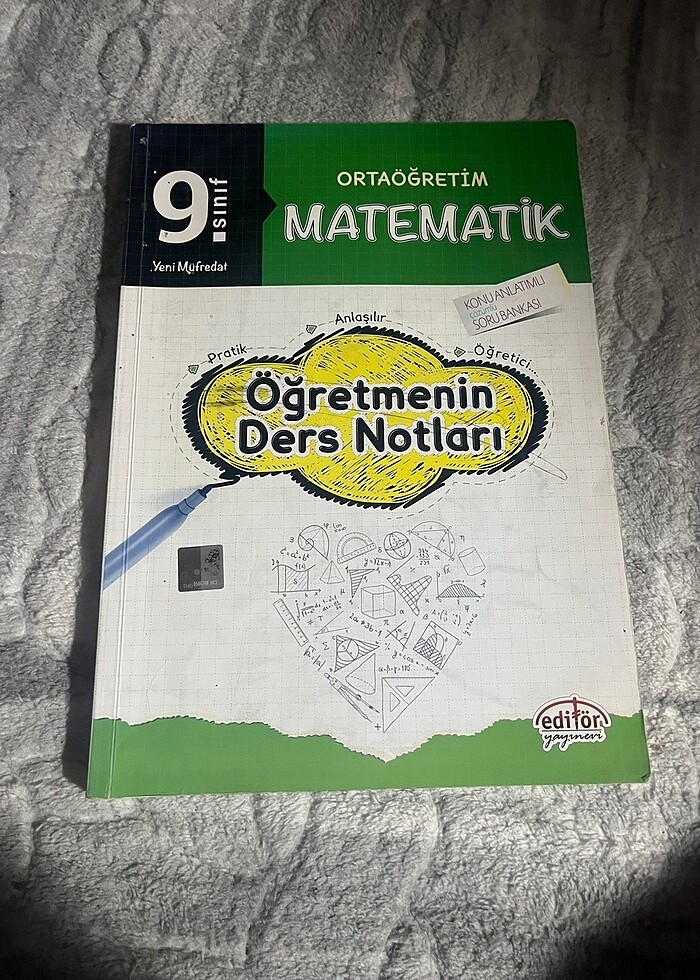 9.
sınıf
Yeni Müfredat
ORTAÖĞRETİM
MATEMATİK
KONU ANLATIMLI
çözümlü
SORU BANKASI
Pratik
Anlaşılır
Öğretici...
Öğretmenin
Ders Notları
editör
yayınevi